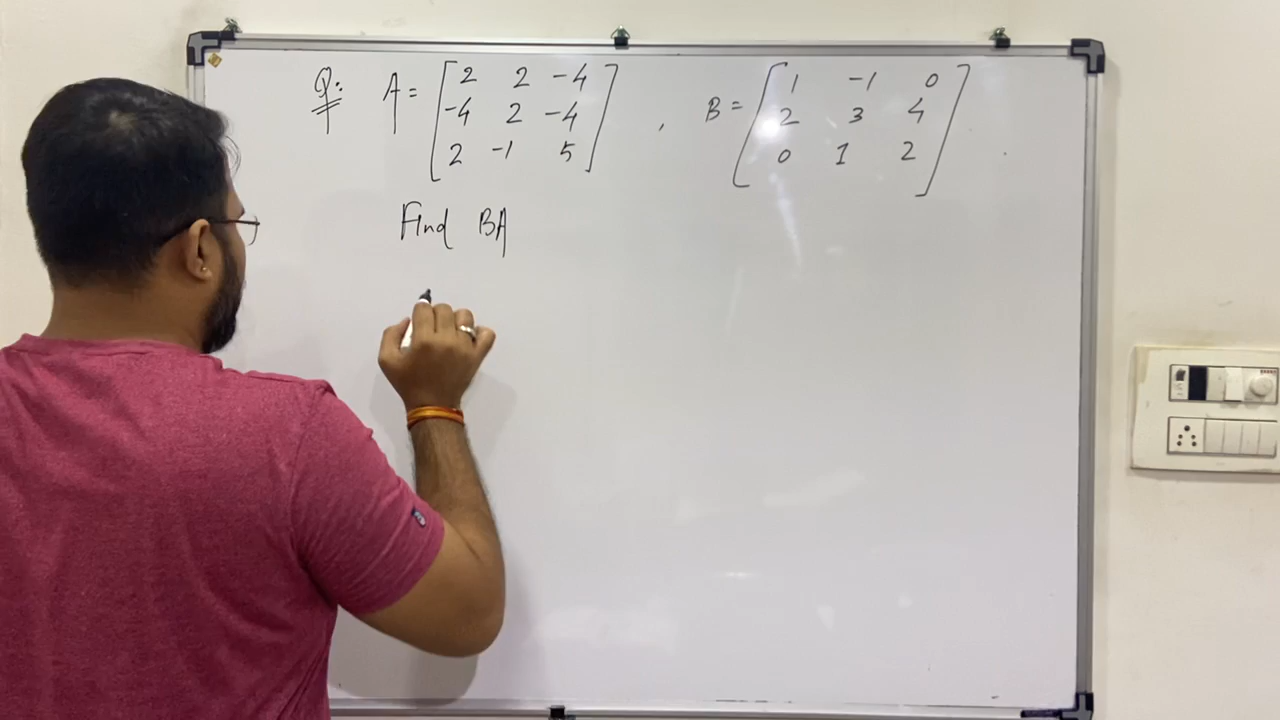 Q: A = [2 2 -4 , B = [1 -1 0
-4 2 -4 2 3 4
2 -1 5] 0 1 2]
Find BA